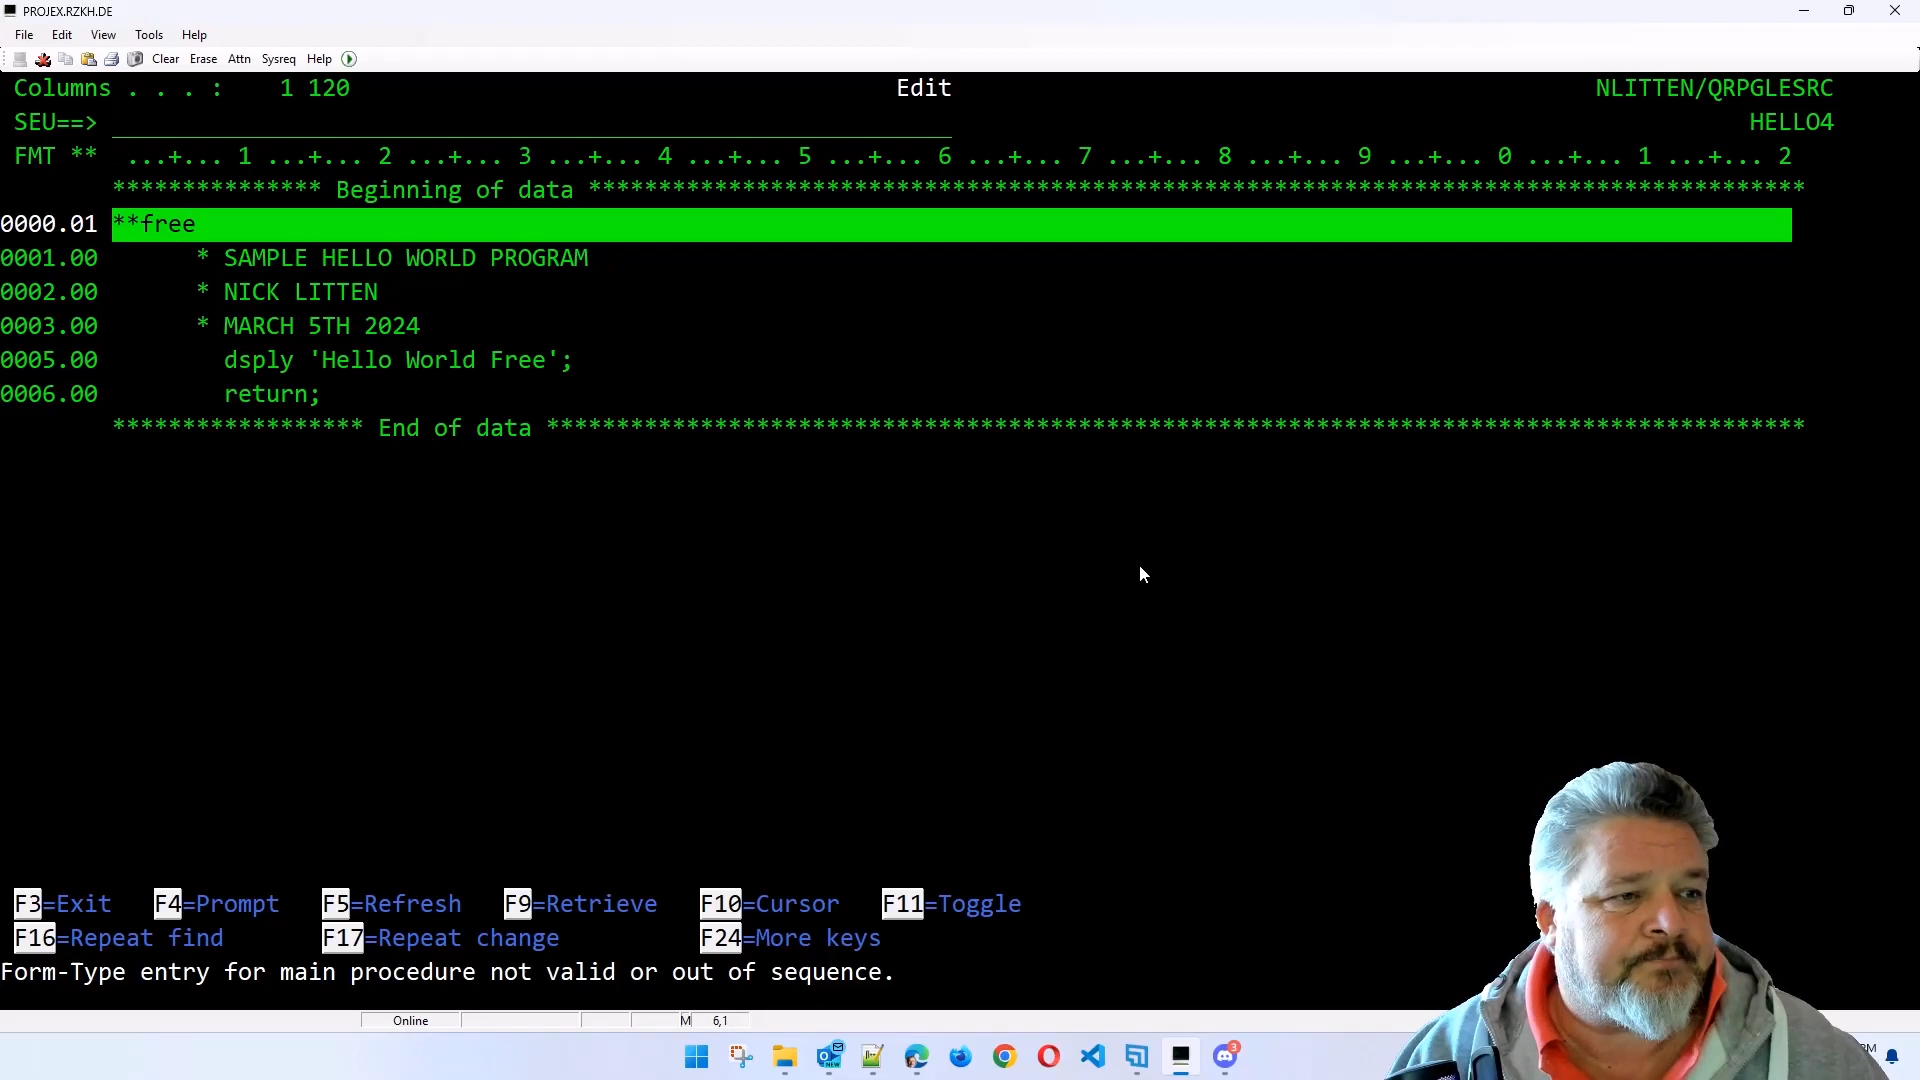 PROJEX.RZKH.DE
File Edit View Tools Help
Clear Erase Attn Sysreq Help
Columns . . . : 1 120 Edit NLITTEN/QRPGLESRC
SEU==> HELLO4
FMT ** ...+... 1 ...+... 2 ...+... 3 ...+... 4 ...+... 5 ...+... 6 ...+... 7 ...+... 8 ...+... 9 ...+... 0 ...+... 1 ...+... 2
*************** Beginning of data ***************************************************************************************
0000.01 **free
0001.00 * SAMPLE HELLO WORLD PROGRAM
0002.00 * NICK LITTEN
0003.00 * MARCH 5TH 2024
0005.00 dsply 'Hello World Free';
0006.00 return;
****************** End of data ******************************************************************************************
F3=Exit F4=Prompt F5=Refresh F9=Retrieve F10=Cursor F11=Toggle
F16=Repeat find F17=Repeat change F24=More keys
Form-Type entry for main procedure not valid or out of sequence.
Online M 6,1
NEW 3